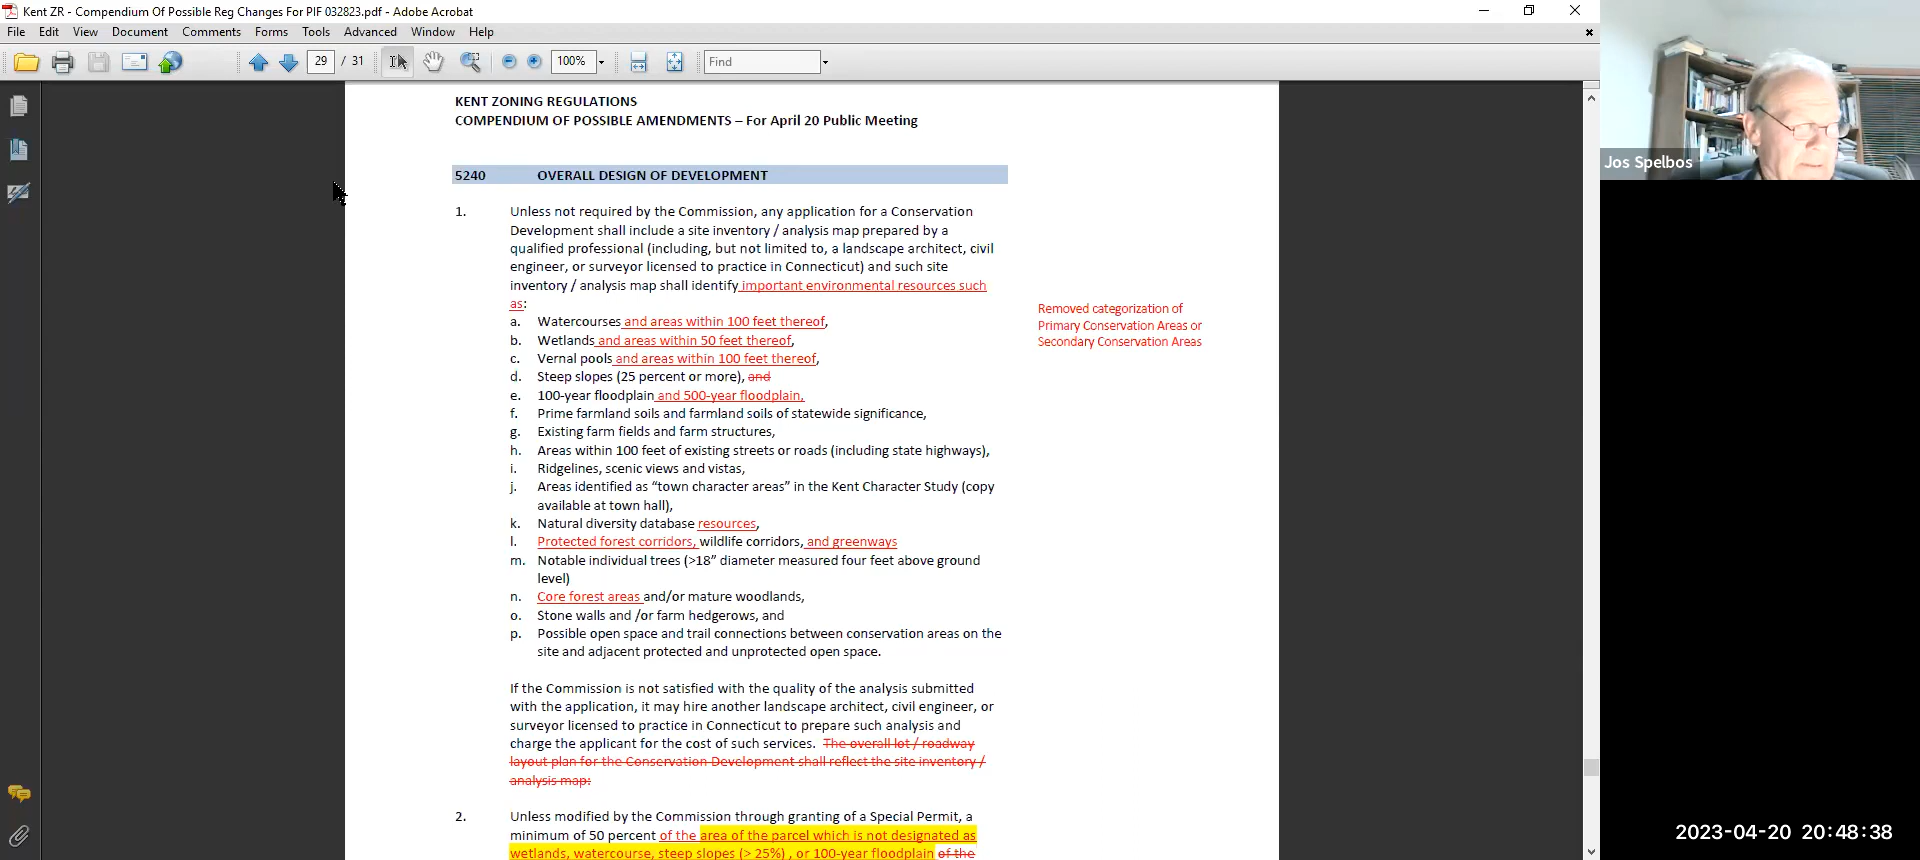 Kent ZR - Compendium Of Possible Reg Changes For PIF 032823.pdf - Adobe Acrobat
File Edit View Document Comments Forms Tools Advanced Window Help
29 / 31 100% Find
KENT ZONING REGULATIONS
COMPENDIUM OF POSSIBLE AMENDMENTS – For April 20 Public Meeting
5240 OVERALL DESIGN OF DEVELOPMENT
1. Unless not required by the Commission, any application for a Conservation
Development shall include a site inventory / analysis map prepared by a
qualified professional (including, but not limited to, a landscape architect, civil
engineer, or surveyor licensed to practice in Connecticut) and such site
inventory / analysis map shall identify important environmental resources such
as:
a. Watercourses and areas within 100 feet thereof,
b. Wetlands and areas within 50 feet thereof,
c. Vernal pools and areas within 100 feet thereof,
d. Steep slopes (25 percent or more), and
e. 100-year floodplain and 500-year floodplain,
f. Prime farmland soils and farmland soils of statewide significance,
g. Existing farm fields and farm structures,
h. Areas within 100 feet of existing streets or roads (including state highways),
i. Ridgelines, scenic views and vistas,
j. Areas identified as “town character areas” in the Kent Character Study (copy
available at town hall),
k. Natural diversity database resources,
l. Protected forest corridors, wildlife corridors, and greenways
m. Notable individual trees (>18” diameter measured four feet above ground
level)
n. Core forest areas and/or mature woodlands,
o. Stone walls and /or farm hedgerows, and
p. Possible open space and trail connections between conservation areas on the
site and adjacent protected and unprotected open space.
Removed categorization of
Primary Conservation Areas or
Secondary Conservation Areas
If the Commission is not satisfied with the quality of the analysis submitted
with the application, it may hire another landscape architect, civil engineer, or
surveyor licensed to practice in Connecticut to prepare such analysis and
charge the applicant for the cost of such services. The overall lot / roadway
layout plan for the Conservation Development shall reflect the site inventory /
analysis map:
2. Unless modified by the Commission through granting of a Special Permit, a
minimum of 50 percent of the area of the parcel which is not designated as
wetlands, watercourse, steep slopes (> 25%) , or 100-year floodplain of the
Jos Spelbos
2023-04-20 20:48:38